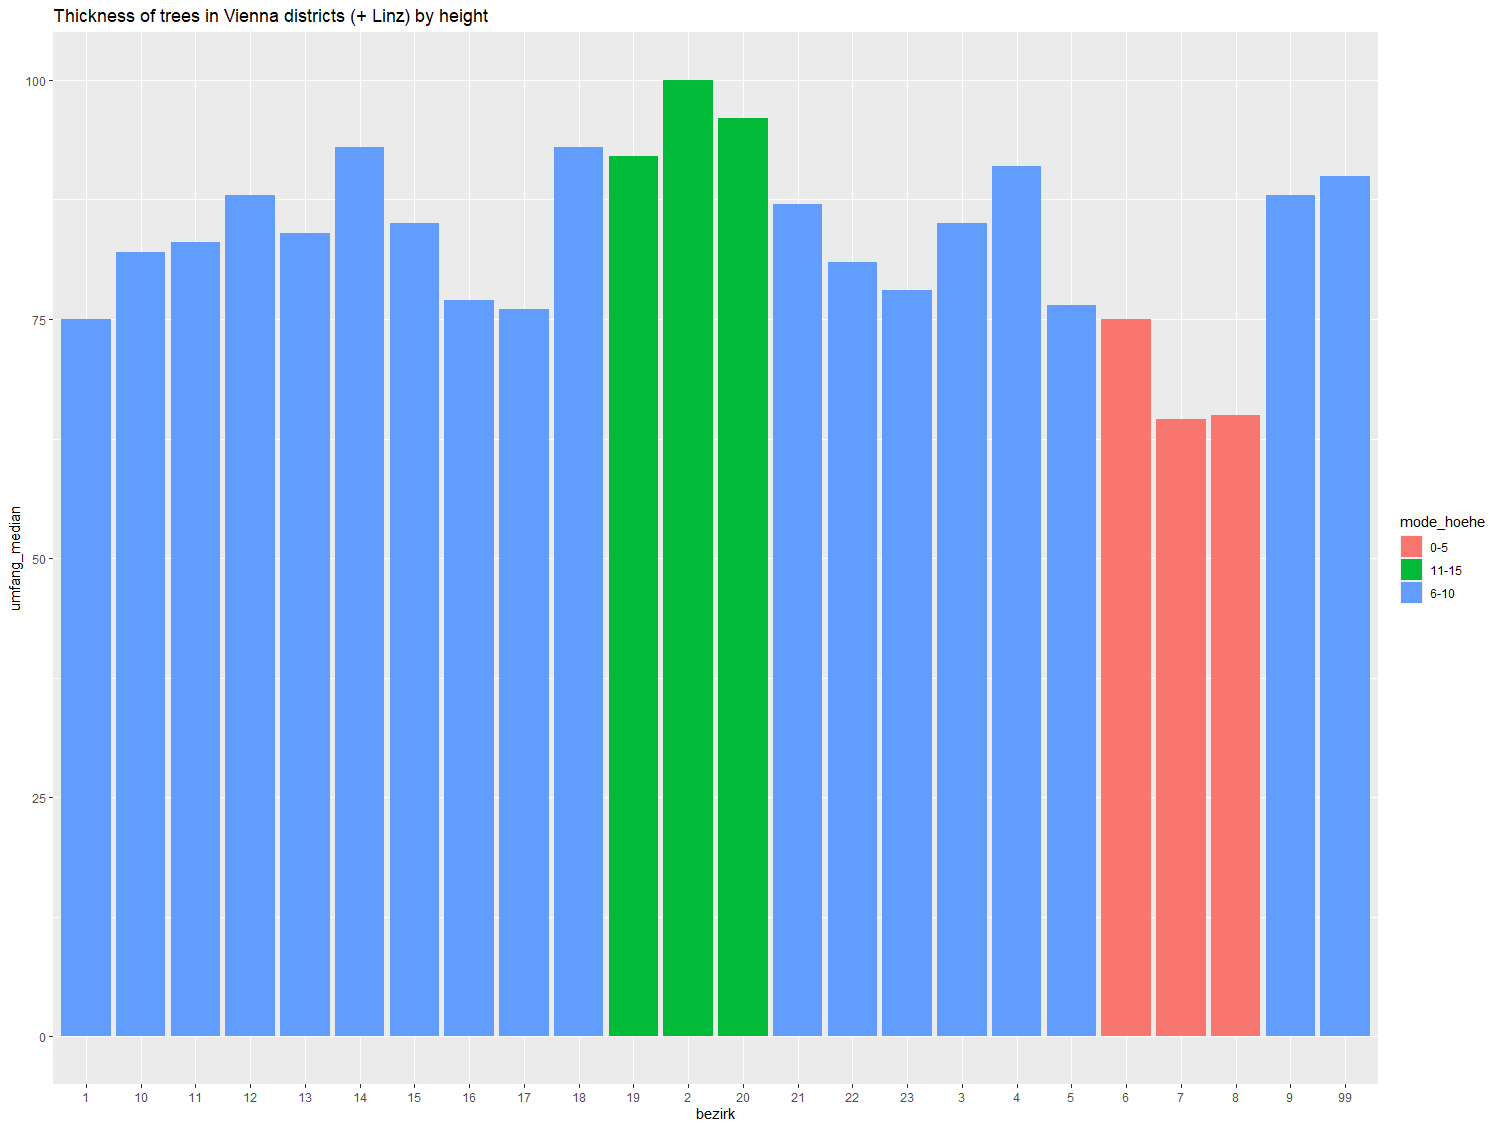 Thickness of trees in Vienna districts (+ Linz) by height
100
75
50
25
0
umfang_median
1 10 11 12 13 14 15 16 17 18 19 2 20 21 22 23 3 4 5 6 7 8 9 99
bezirk
mode_hoehe
0-5
11-15
6-10